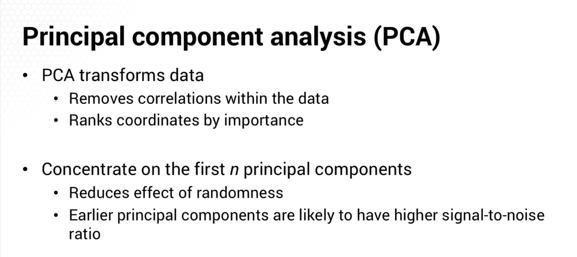 Principal component analysis (PCA)
• PCA transforms data
• Removes correlations within the data
• Ranks coordinates by importance
• Concentrate on the first n principal components
• Reduces effect of randomness
• Earlier principal components are likely to have higher signal-to-noise
ratio